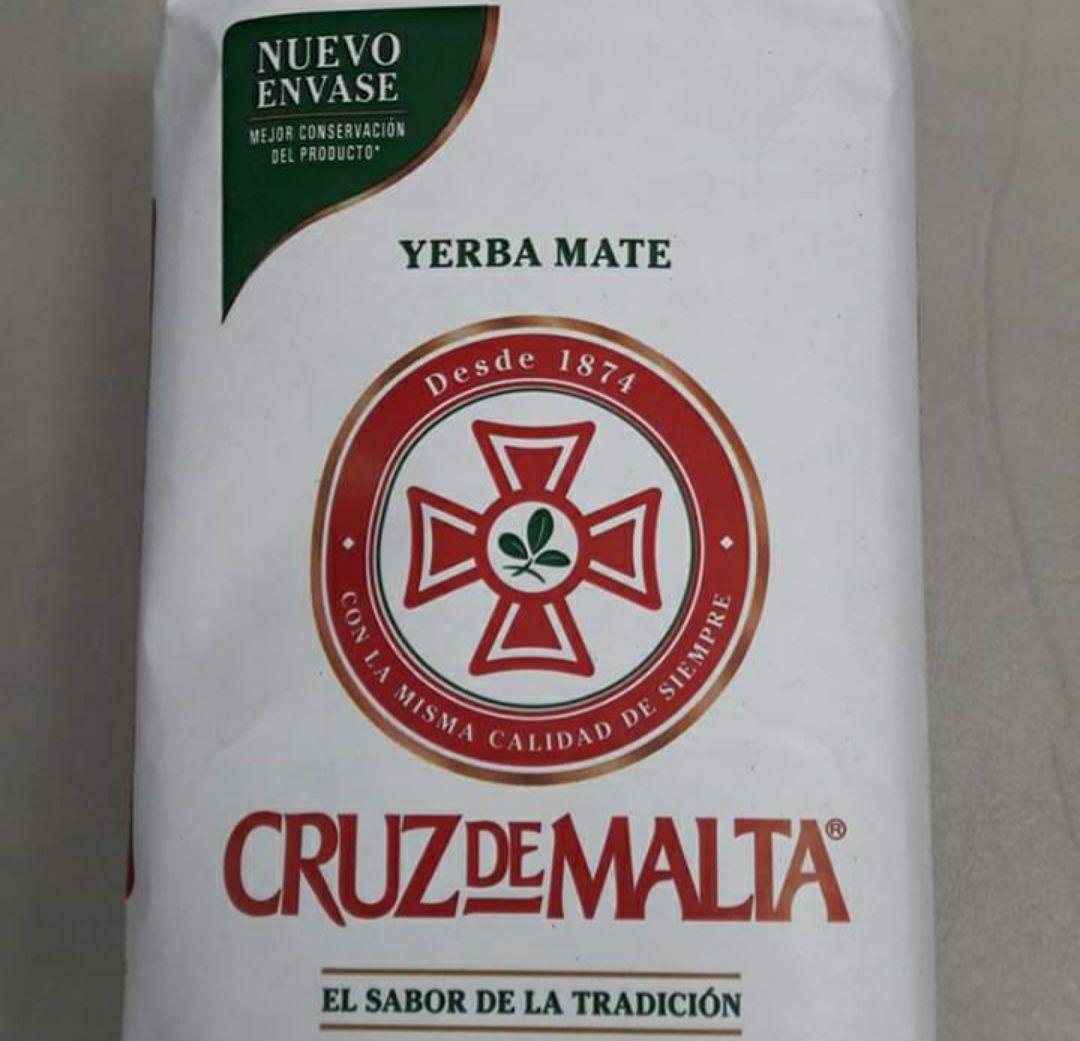 NUEVO
ENVASE
MEJOR CONSERVACIÓN
DEL PRODUCTO*
YERBA MATE
Desde 1874
CON LA MISMA CALIDAD DE SIEMPRE
CRUZ DE MALTA®
EL SABOR DE LA TRADICIÓN